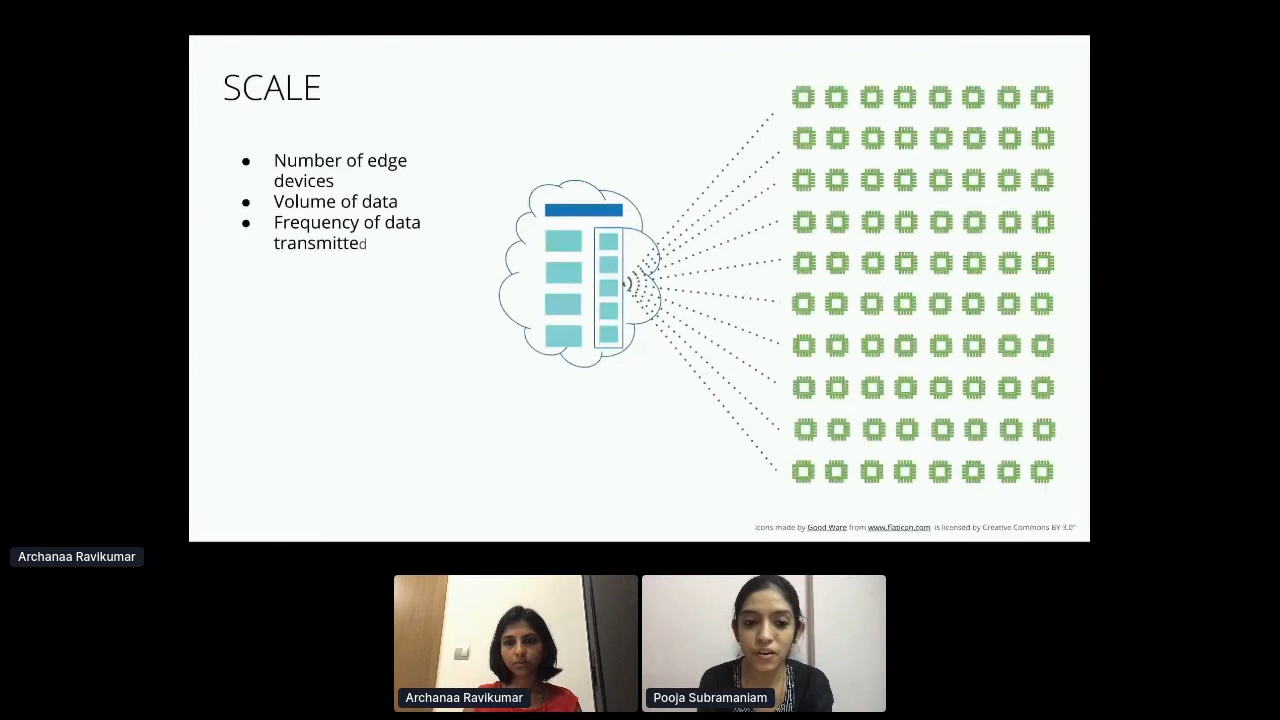 SCALE
● Number of edge
devices
● Volume of data
● Frequency of data
transmitted
icons made by Good Ware from www.flaticon.com is licensed by Creative Commons BY 3.0"
Archanaa Ravikumar
Archanaa Ravikumar
Pooja Subramaniam